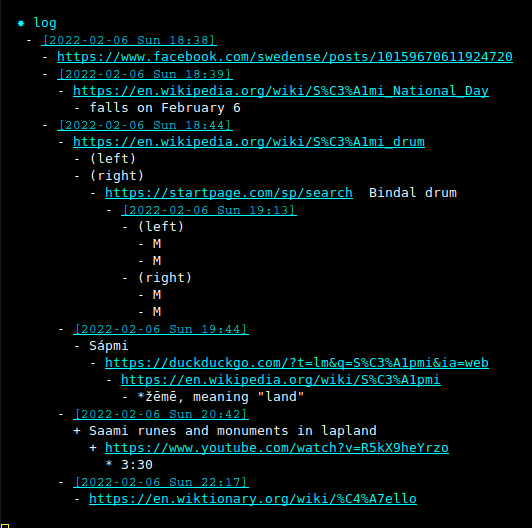 * log
- [2022-02-06 Sun 18:38]
- https://www.facebook.com/swedense/posts/10159670611924720
- [2022-02-06 Sun 18:39]
- https://en.wikipedia.org/wiki/S%C3%A1mi_National_Day
- falls on February 6
- [2022-02-06 Sun 18:44]
- https://en.wikipedia.org/wiki/S%C3%A1mi_drum
- (left)
- (right)
- https://startpage.com/sp/search  Bindal drum
- [2022-02-06 Sun 19:13]
- (left)
- M
- M
- (right)
- M
- M
- [2022-02-06 Sun 19:44]
- Sápmi
- https://duckduckgo.com/?t=lm&q=S%C3%A1pmi&ia=web
- https://en.wikipedia.org/wiki/S%C3%A1pmi
- *žēmē, meaning "land"
- [2022-02-06 Sun 20:42]
+ Saami runes and monuments in lapland
+ https://www.youtube.com/watch?v=R5kX9heYrzo
* 3:30
- [2022-02-06 Sun 22:17]
- https://en.wiktionary.org/wiki/%C4%A7ello